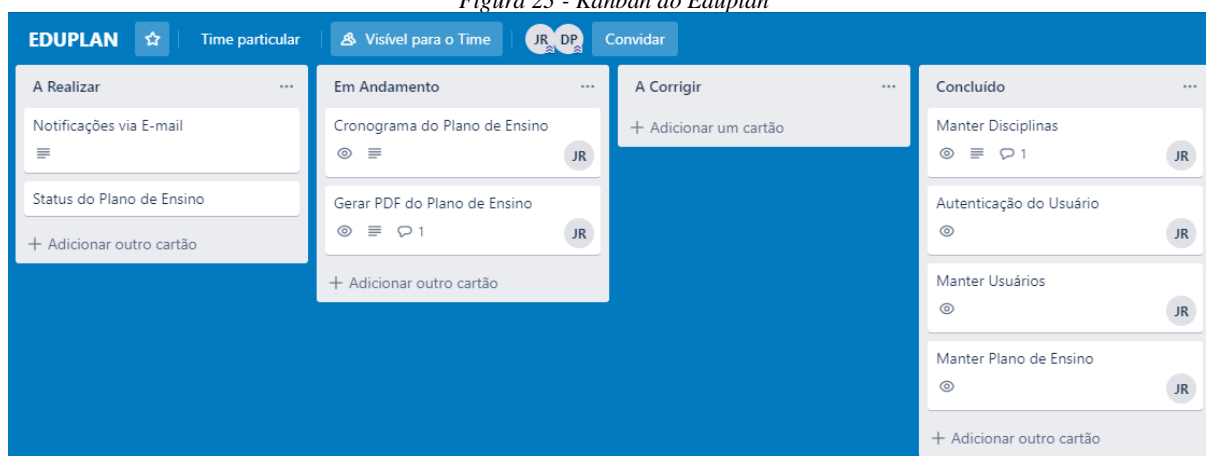 Figura 25 - Kanban do Eduplan
EDUPLAN
Time particular
Visível para o Time
JR
DP
Convidar
A Realizar
Notificações via E-mail
Status do Plano de Ensino
+ Adicionar outro cartão
Em Andamento
Cronograma do Plano de Ensino
JR
Gerar PDF do Plano de Ensino
1
JR
+ Adicionar outro cartão
A Corrigir
+ Adicionar um cartão
Concluído
Manter Disciplinas
1
JR
Autenticação do Usuário
JR
Manter Usuários
JR
Manter Plano de Ensino
JR
+ Adicionar outro cartão